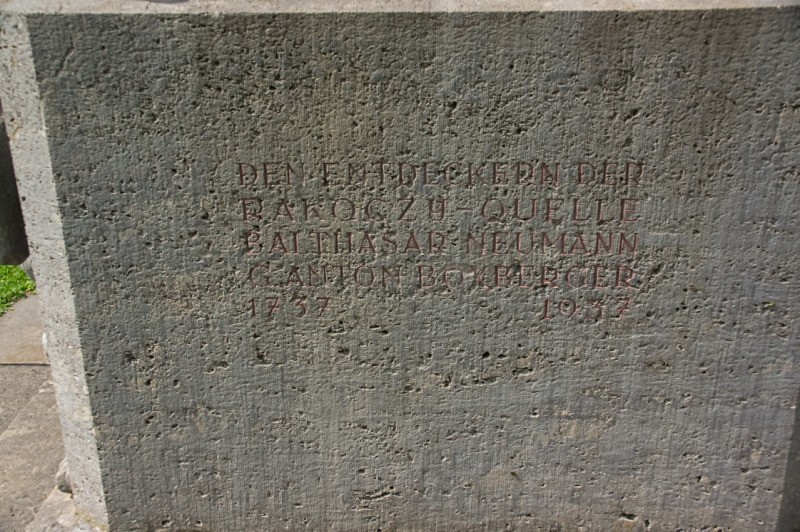 DEN ENTDECKERN DER
RAKOCZY-QUELLE
BALTHASAR NEUMANN
G. ANTON BOXBERGER
1737 1937